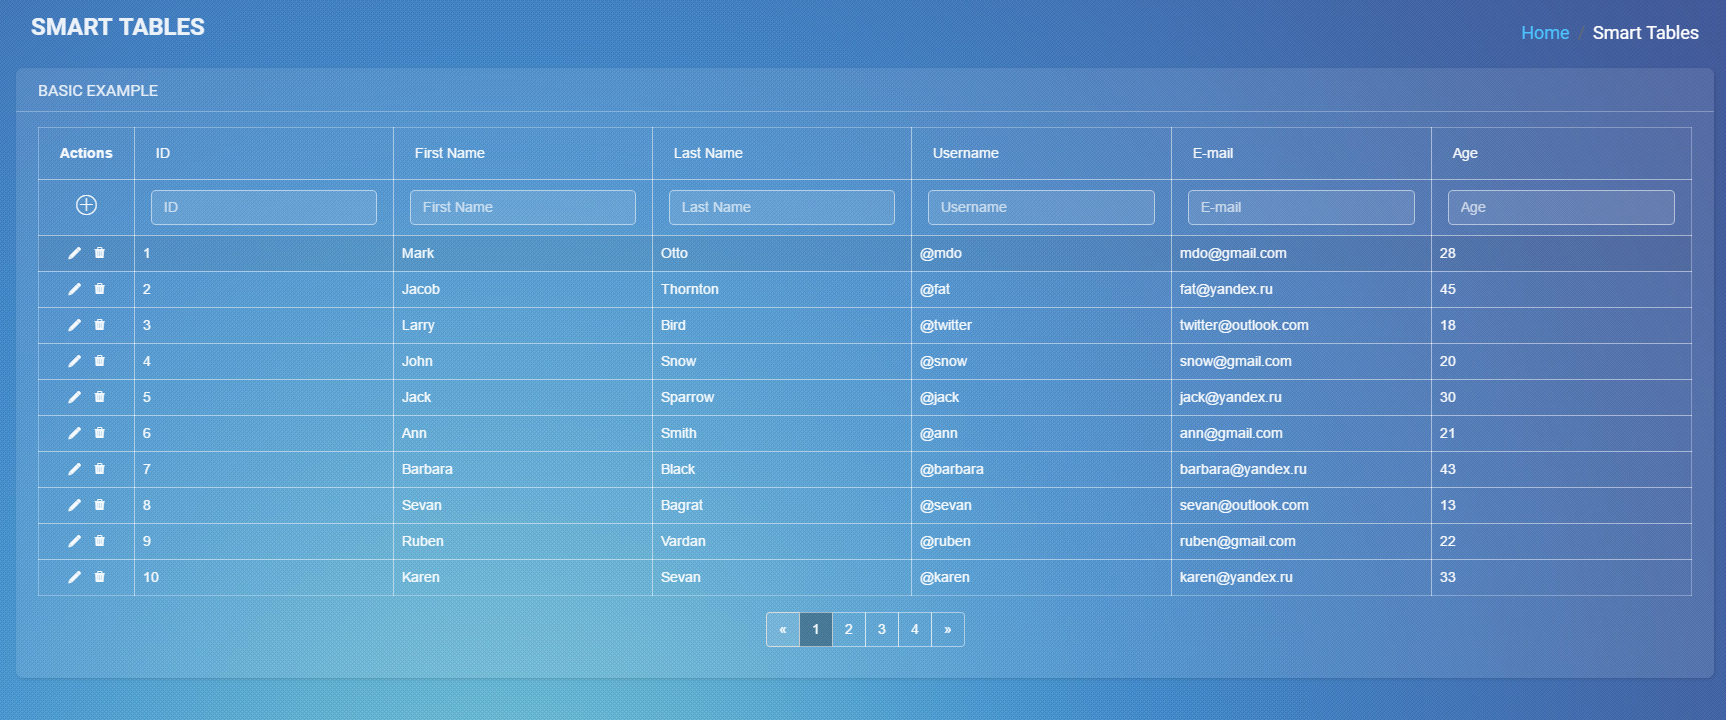 SMART TABLES
Home / Smart Tables
BASIC EXAMPLE
Actions ID First Name Last Name Username E-mail Age
ID First Name Last Name Username E-mail Age
1 Mark Otto @mdo mdo@gmail.com 28
2 Jacob Thornton @fat fat@yandex.ru 45
3 Larry Bird @twitter twitter@outlook.com 18
4 John Snow @snow snow@gmail.com 20
5 Jack Sparrow @jack jack@yandex.ru 30
6 Ann Smith @ann ann@gmail.com 21
7 Barbara Black @barbara barbara@yandex.ru 43
8 Sevan Bagrat @sevan sevan@outlook.com 13
9 Ruben Vardan @ruben ruben@gmail.com 22
10 Karen Sevan @karen karen@yandex.ru 33
« 1 2 3 4 »